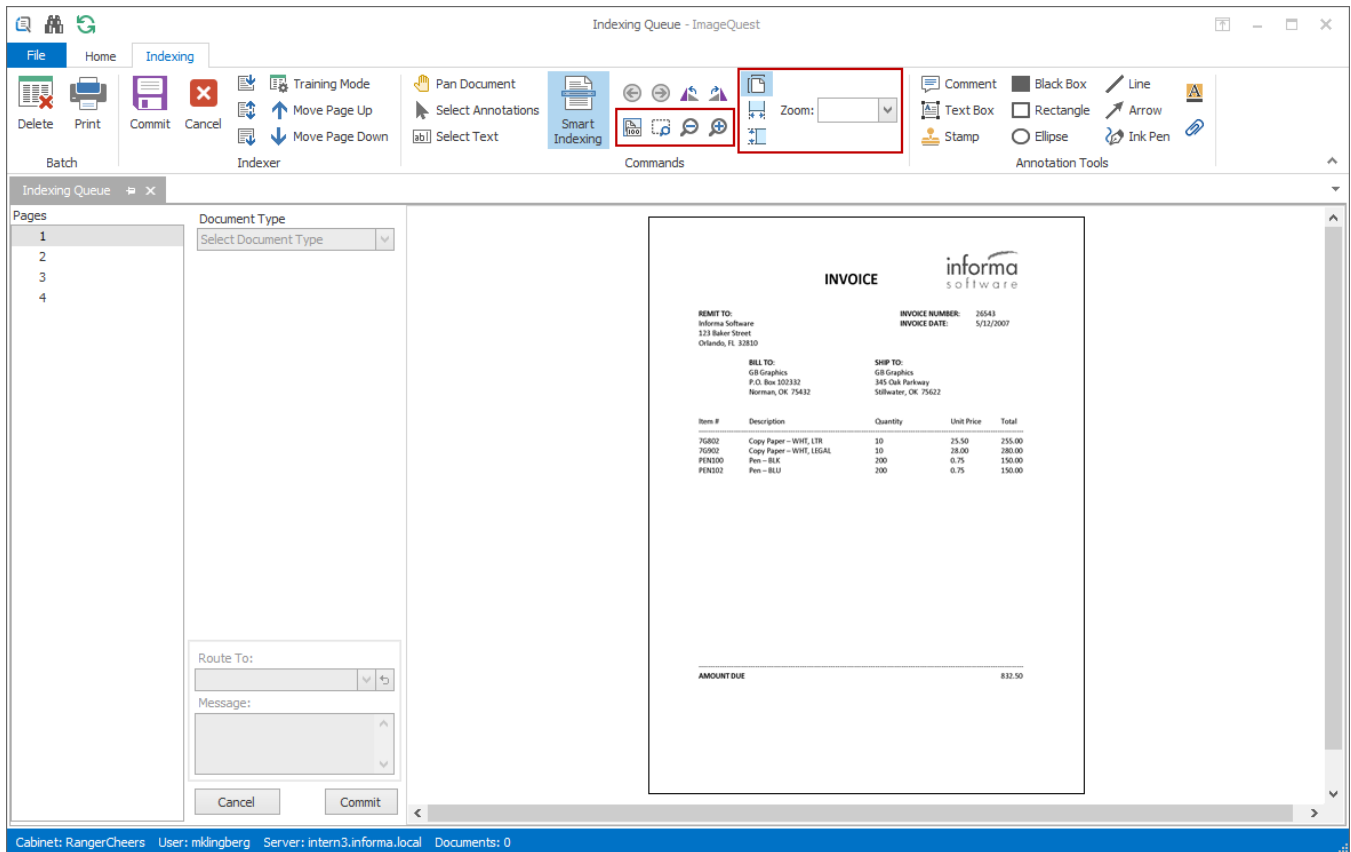 Indexing Queue - ImageQuest
File Home Indexing
Delete Print Commit Cancel
Training Mode
Move Page Up
Move Page Down
Pan Document
Select Annotations
Select Text
Smart Indexing
Zoom:
Comment Black Box Line
Text Box Rectangle Arrow
Stamp Ellipse Ink Pen
Batch Indexer Commands Annotation Tools
Indexing Queue
Pages
1
2
3
4
Document Type
Select Document Type
Route To:
Message:
Cancel Commit
INVOICE
informa
software
REMIT TO:
Informa Software
123 Baker Street
Orlando, FL 32810
INVOICE NUMBER: 26543
INVOICE DATE: 5/12/2007
BILL TO:
GB Graphics
P.O. Box 102332
Norman, OK 75432
SHIP TO:
GB Graphics
345 Oak Parkway
Stillwater, OK 75622
Item # Description Quantity Unit Price Total
7G802 Copy Paper – WHT, LTR 10 25.50 255.00
7G902 Copy Paper – WHT, LEGAL 10 28.00 280.00
PEN100 Pen – BLK 200 0.75 150.00
PEN102 Pen – BLU 200 0.75 150.00
AMOUNT DUE 832.50
Cabinet: RangerCheers User: mklingberg Server: intern3.informa.local Documents: 0